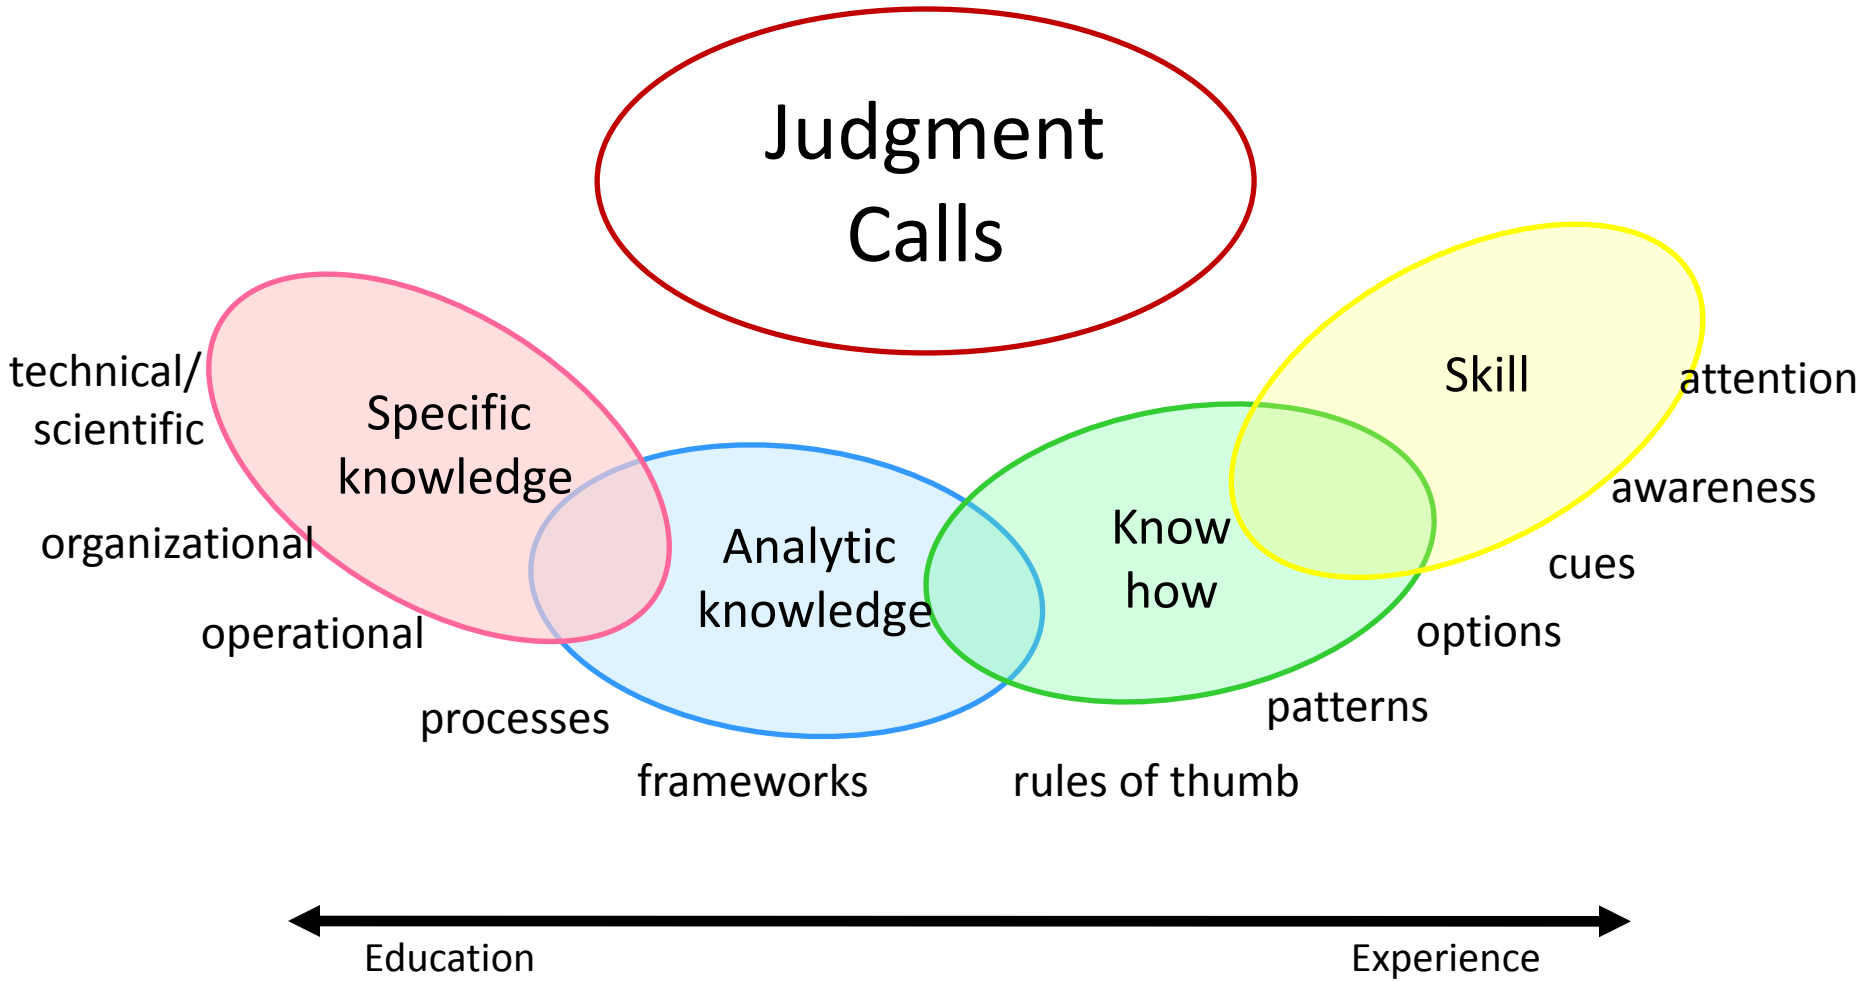 Judgment
Calls
technical/
scientific
organizational
operational
Specific
knowledge
processes
frameworks
Analytic
knowledge
Know
how
rules of thumb
patterns
options
Skill
attention
awareness
cues
Education
Experience